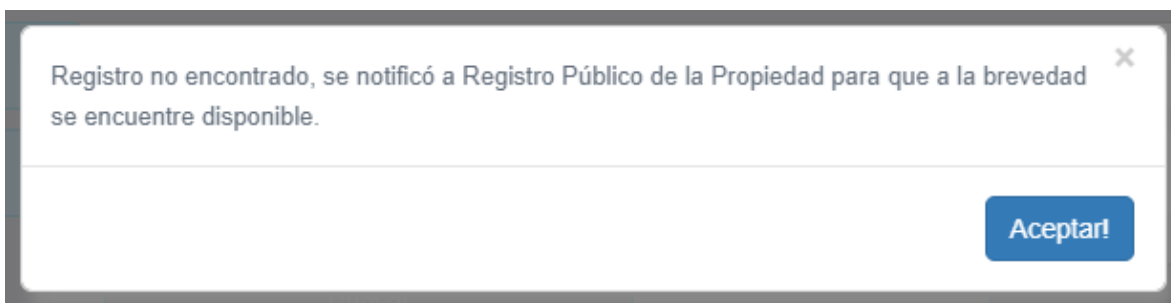 Registro no encontrado, se notificó a Registro Público de la Propiedad para que a la brevedad
se encuentre disponible.
×
Aceptar!